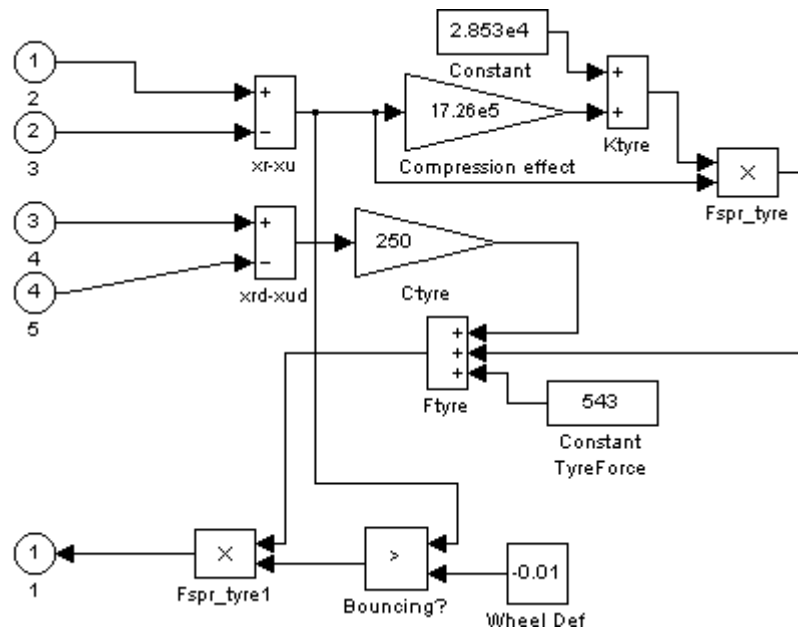 2.853e4
Constant
1
2
+
−
xr-xu
17.26e5
Compression effect
+
+
Ktyre
2
3
×
Fspr_tyre
3
4
+
−
xrd-xud
250
Ctyre
4
5
+
+
+
Ftyre
543
Constant
TyreForce
1
1
×
Fspr_tyre1
>
Bouncing?
-0.01
Wheel Def